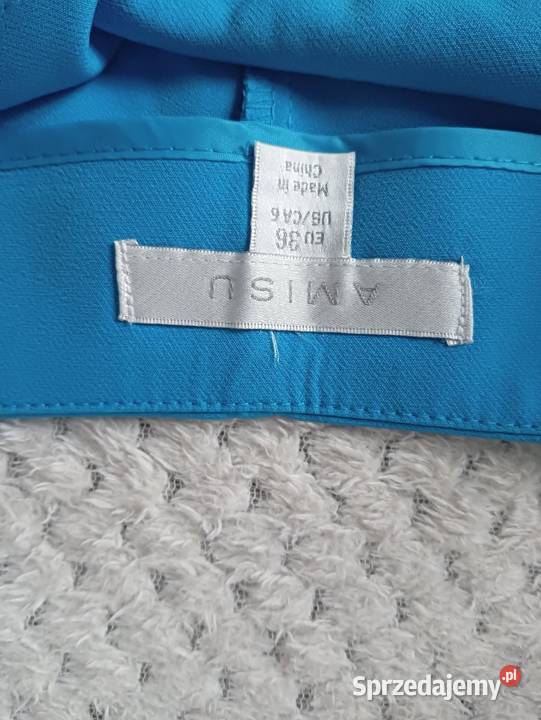 AMISU
EU 36
US/CA 6
Made in
China
Sprzedajemy.pl